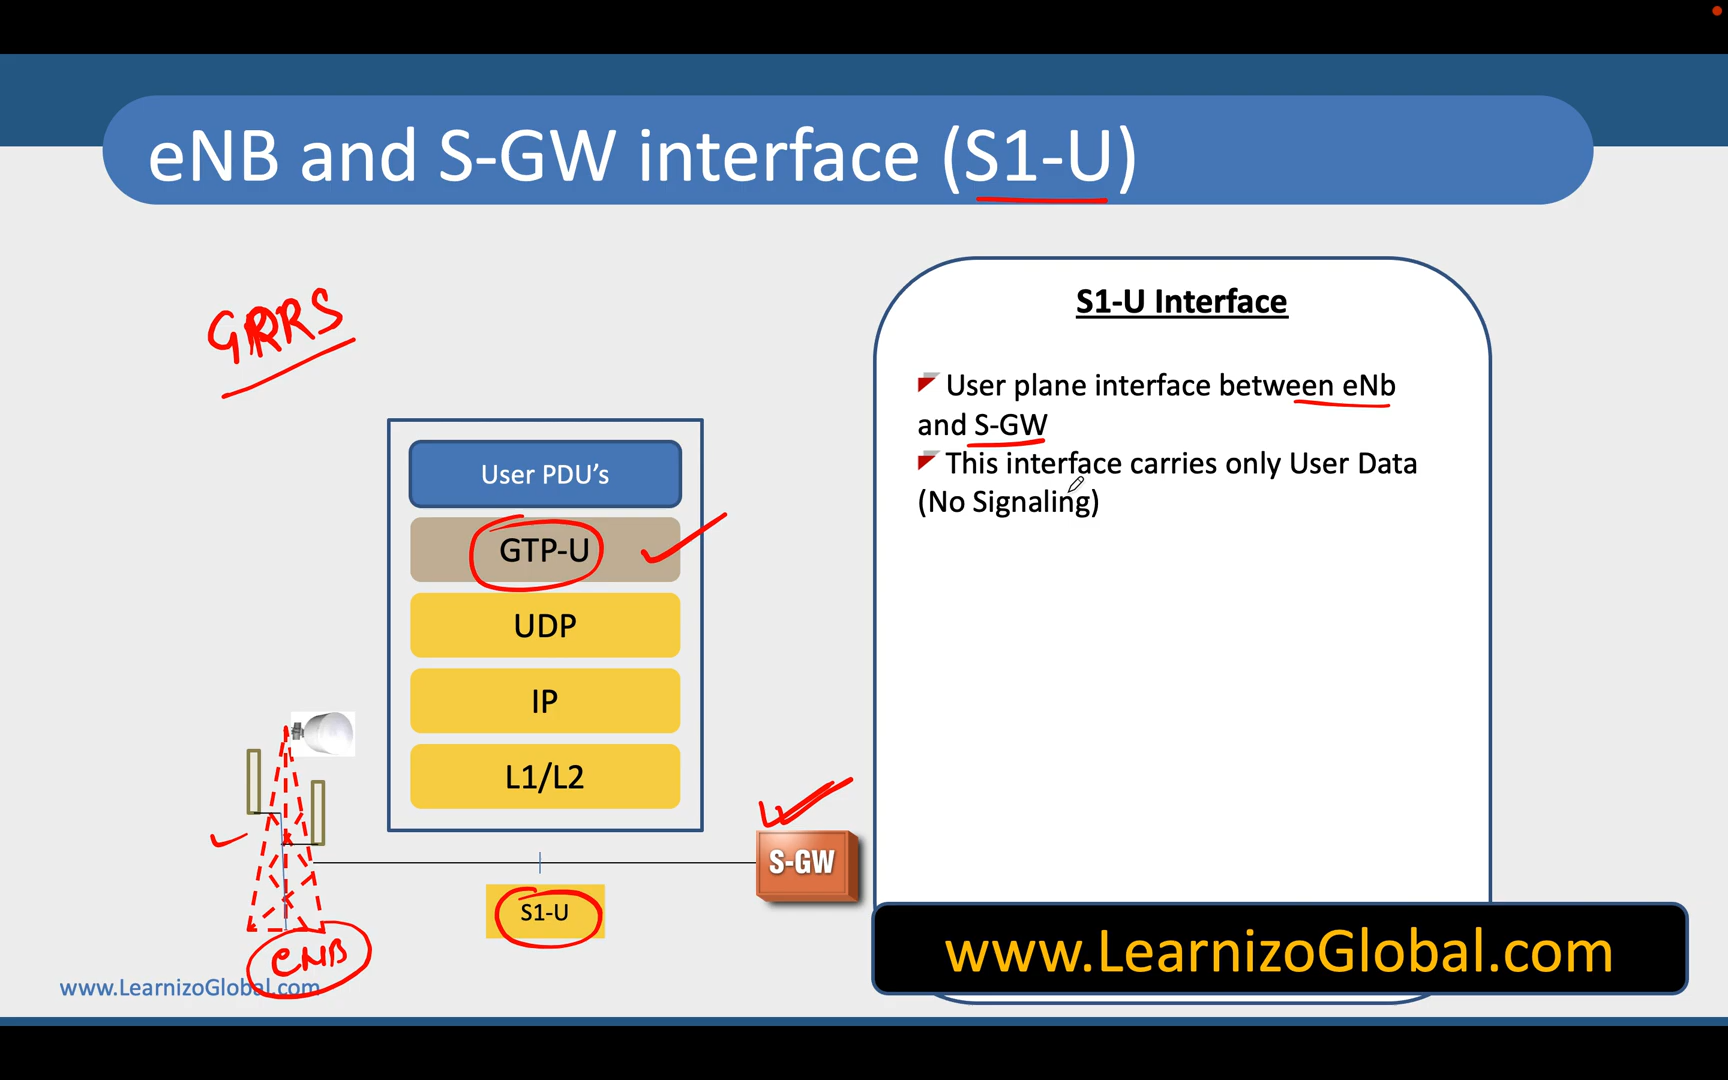 eNB and S-GW interface (S1-U)
GPRS
User PDU's
GTP-U
UDP
IP
L1/L2
S-GW
S1-U
eNB
www.LearnizoGlobal.com
S1-U Interface
User plane interface between eNb
and S-GW
This interface carries only User Data
(No Signaling)
www.LearnizoGlobal.com